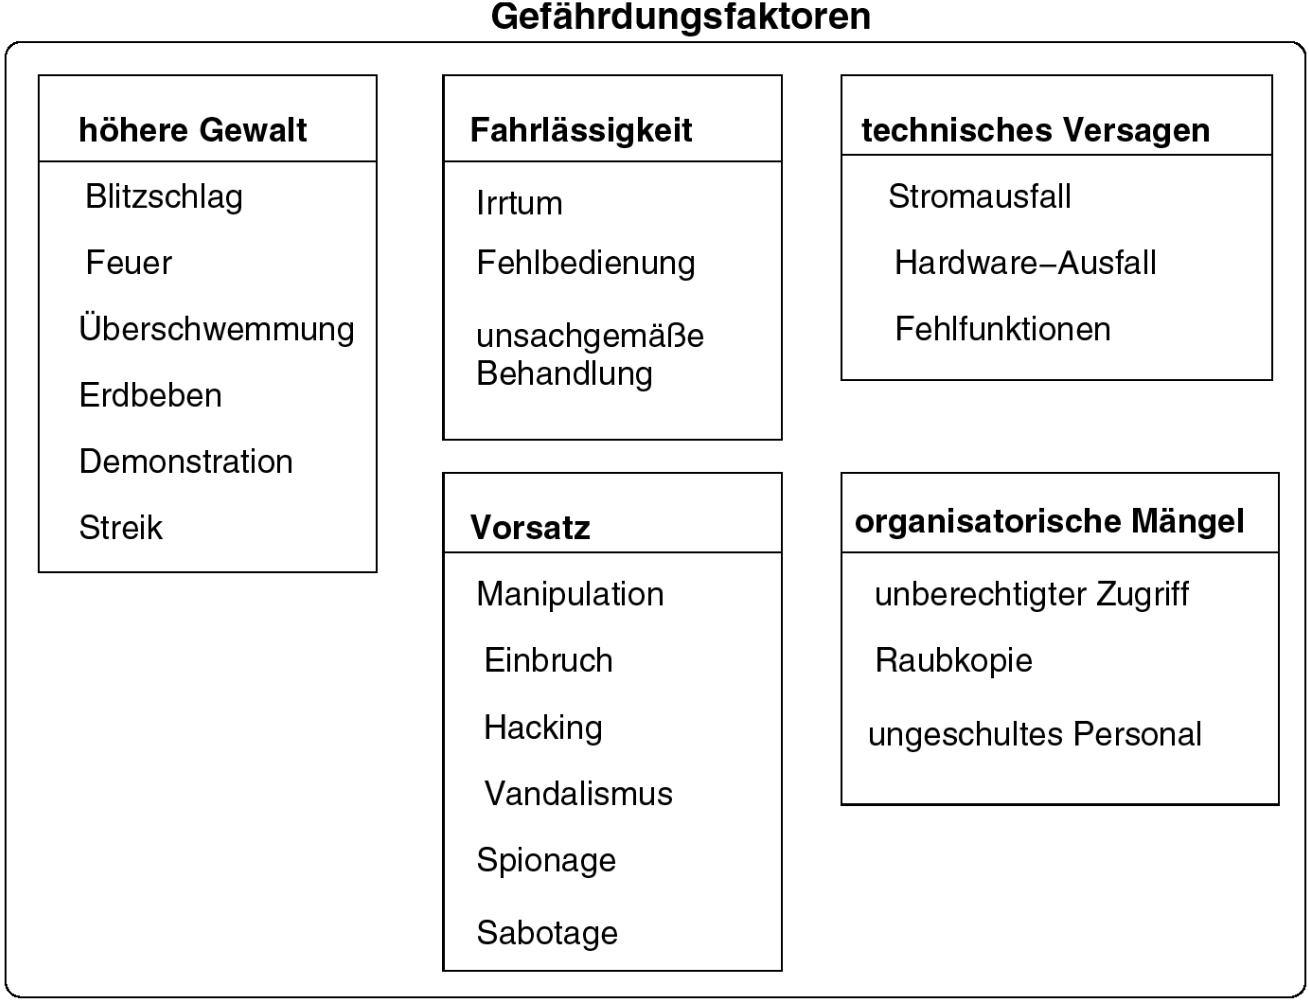 Gefährdungsfaktoren
höhere Gewalt
Blitzschlag
Feuer
Überschwemmung
Erdbeben
Demonstration
Streik
Fahrlässigkeit
Irrtum
Fehlbedienung
unsachgemäße
Behandlung
technisches Versagen
Stromausfall
Hardware–Ausfall
Fehlfunktionen
Vorsatz
Manipulation
Einbruch
Hacking
Vandalismus
Spionage
Sabotage
organisatorische Mängel
unberechtigter Zugriff
Raubkopie
ungeschultes Personal